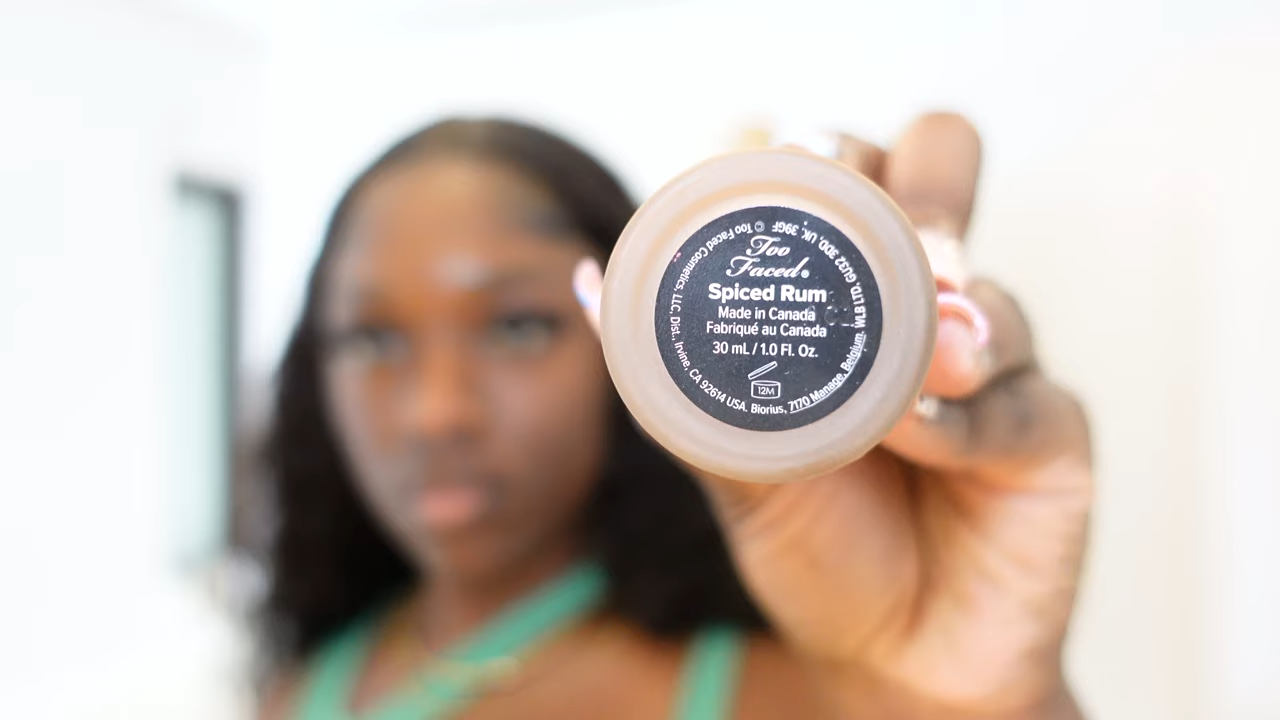 Too
Faced®
Spiced Rum
Made in Canada
Fabriqué au Canada
30 mL / 1.0 Fl. Oz.
12M
© Too Faced Cosmetics, LLC, Dist., Irvine, CA 92614 USA. Biorius, 7170 Manage, Belgium. WLB LTD, GU32 3DD, UK. 39GF